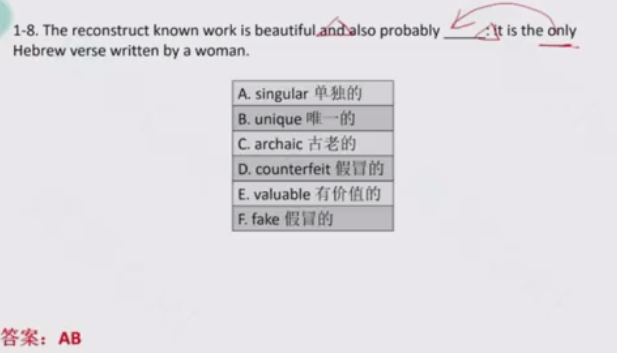 1-8. The reconstruct known work is beautiful and also probably _____: it is the only
Hebrew verse written by a woman.
A. singular 单独的
B. unique 唯一的
C. archaic 古老的
D. counterfeit 假冒的
E. valuable 有价值的
F. fake 假冒的
答案：AB